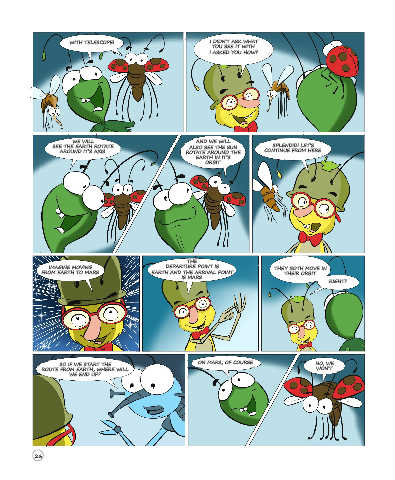 WITH TELESCOPE!
I DIDN'T ASK WHAT
YOU SEE IT WITH
I ASKED YOU HOW?
WE WILL
SEE THE EARTH ROTATE
AROUND IT'S AXIS
AND WE WILL
ALSO SEE THE SUN
ROTATE AROUND THE
EARTH IN IT'S
ORBIT
SPLENDID! LET'S
CONTINUE FROM HERE
IMAGINE MOVING
FROM EARTH TO MARS
THE
DEPARTURE POINT IS
EARTH AND THE ARRIVAL POINT
IS MARS
THEY BOTH MOVE IN
THEIR ORBIT
RIGHT?
SO IF WE START THE
ROUTE FROM EARTH, WHERE WILL
WE END UP?
ON MARS, OF COURSE
NO, WE
WON'T